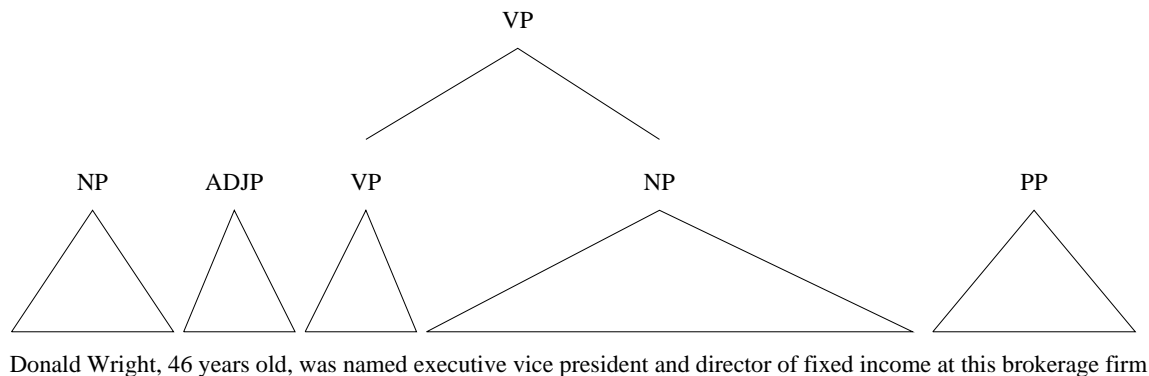 VP
NP ADJP VP NP PP
Donald Wright, 46 years old, was named executive vice president and director of fixed income at this brokerage firm